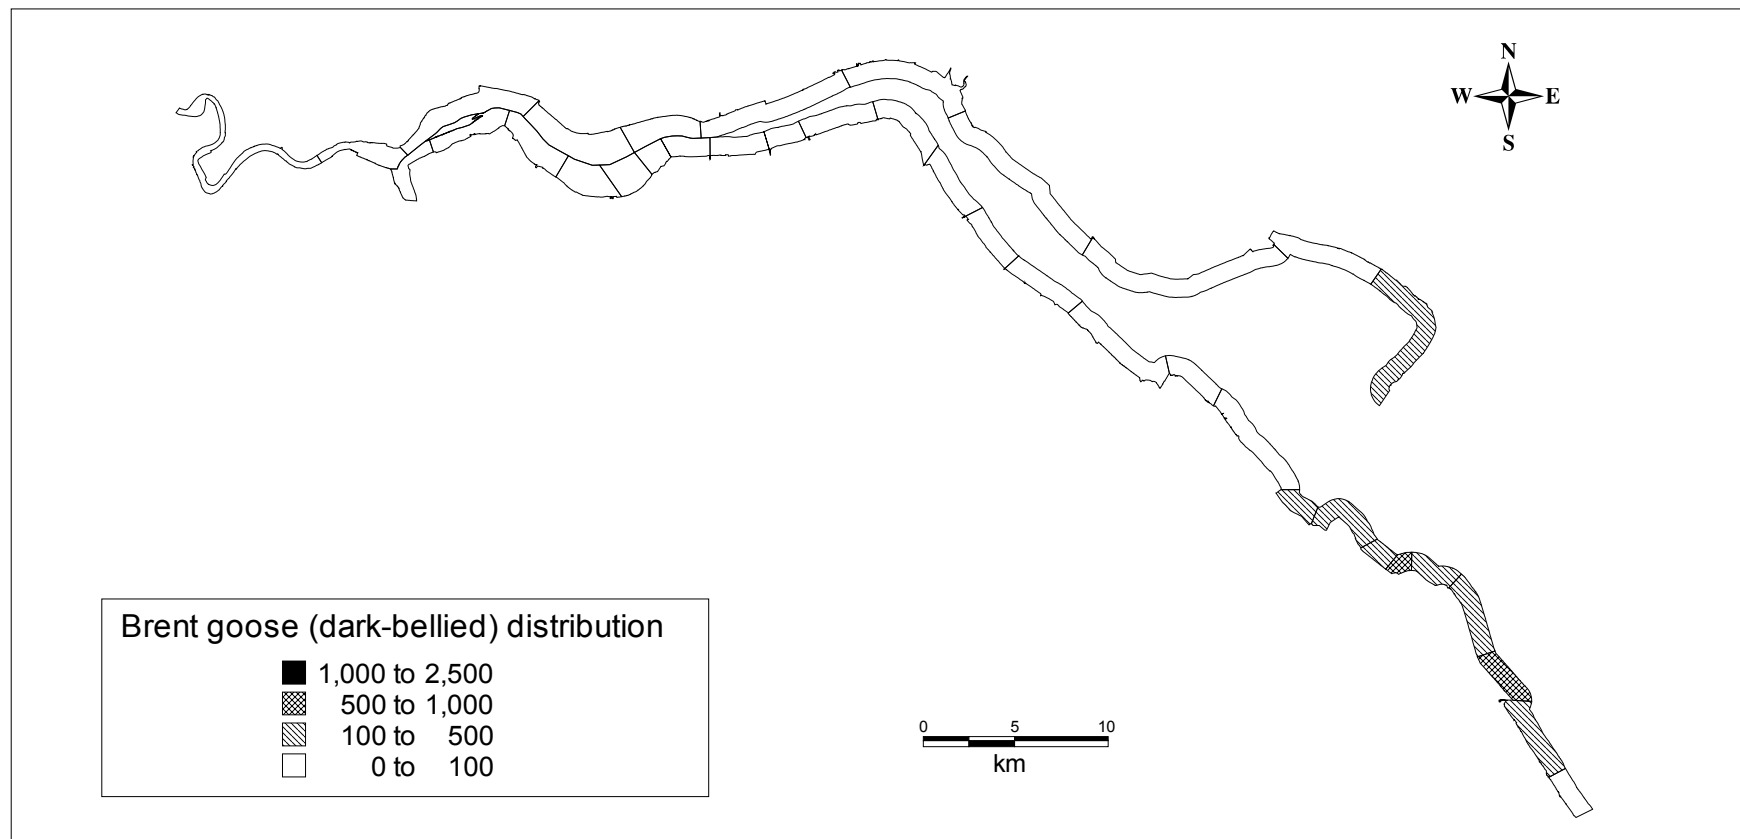 N
W E
S
Brent goose (dark-bellied) distribution
1,000 to 2,500
500 to 1,000
100 to 500
0 to 100
0 5 10
km